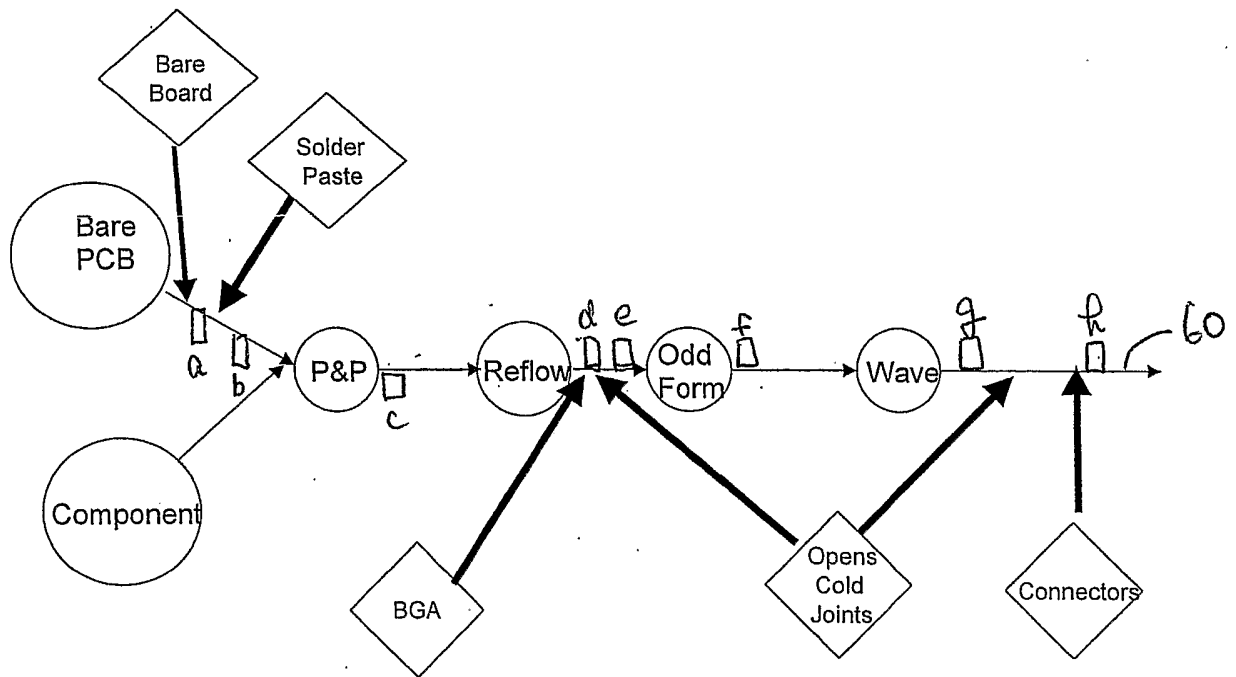 Bare
Board
Solder
Paste
Bare
PCB
a
b
P&P
c
Reflow
d
e
Odd
Form
f
Wave
g
h
60
Component
BGA
Opens
Cold
Joints
Connectors